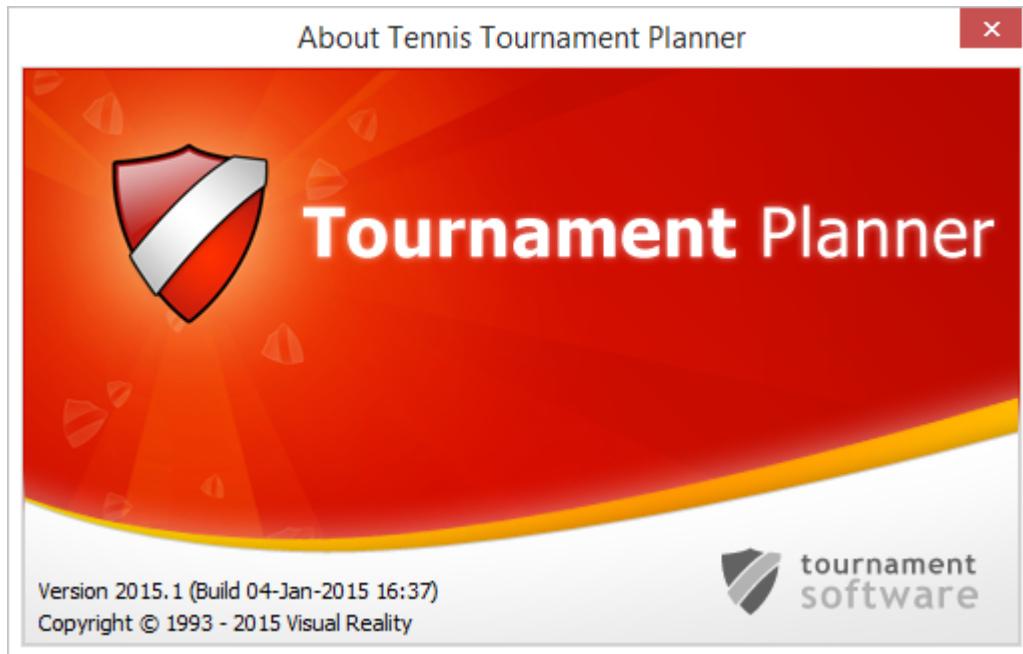 About Tennis Tournament Planner
Tournament Planner
Version 2015.1 (Build 04-Jan-2015 16:37)
Copyright © 1993 - 2015 Visual Reality
tournament
software